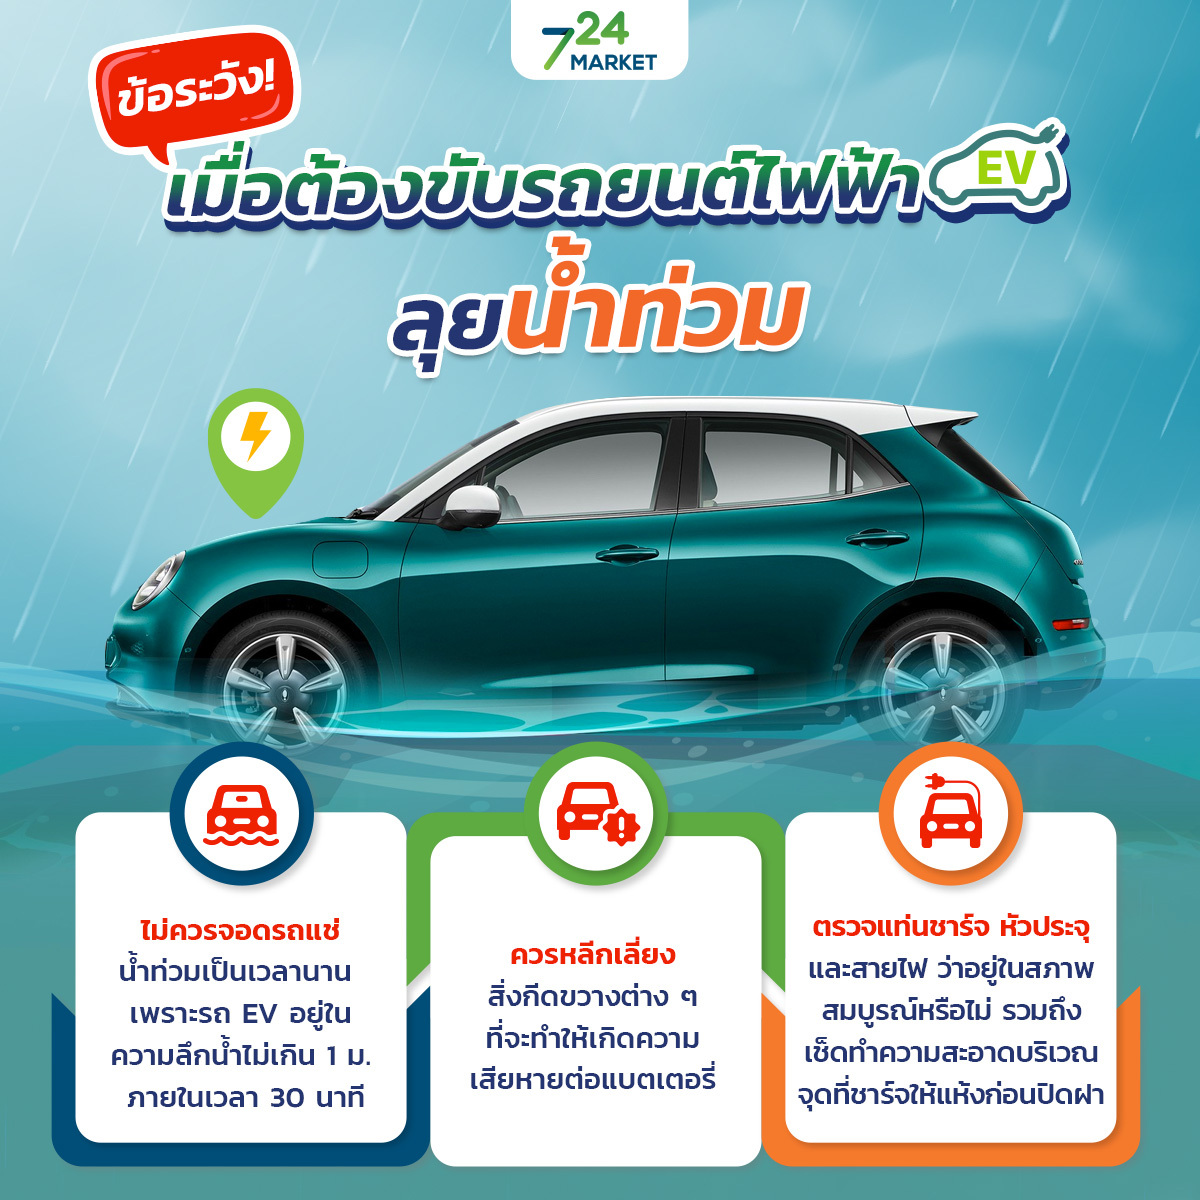 724
MARKET
ข้อระวัง!
เมื่อต้องขับรถยนต์ไฟฟ้า EV
ลุยน้ำท่วม
ไม่ควรจอดรถแช่
น้ำท่วมเป็นเวลานาน
เพราะรถ EV อยู่ใน
ความลึกน้ำไม่เกิน 1 ม.
ภายในเวลา 30 นาที
ควรหลีกเลี่ยง
สิ่งกีดขวางต่าง ๆ
ที่จะทำให้เกิดความ
เสียหายต่อแบตเตอรี่
ตรวจแท่นชาร์จ หัวประจุ
และสายไฟ ว่าอยู่ในสภาพ
สมบูรณ์หรือไม่ รวมถึง
เช็ดทำความสะอาดบริเวณ
จุดที่ชาร์จให้แห้งก่อนปิดฝา